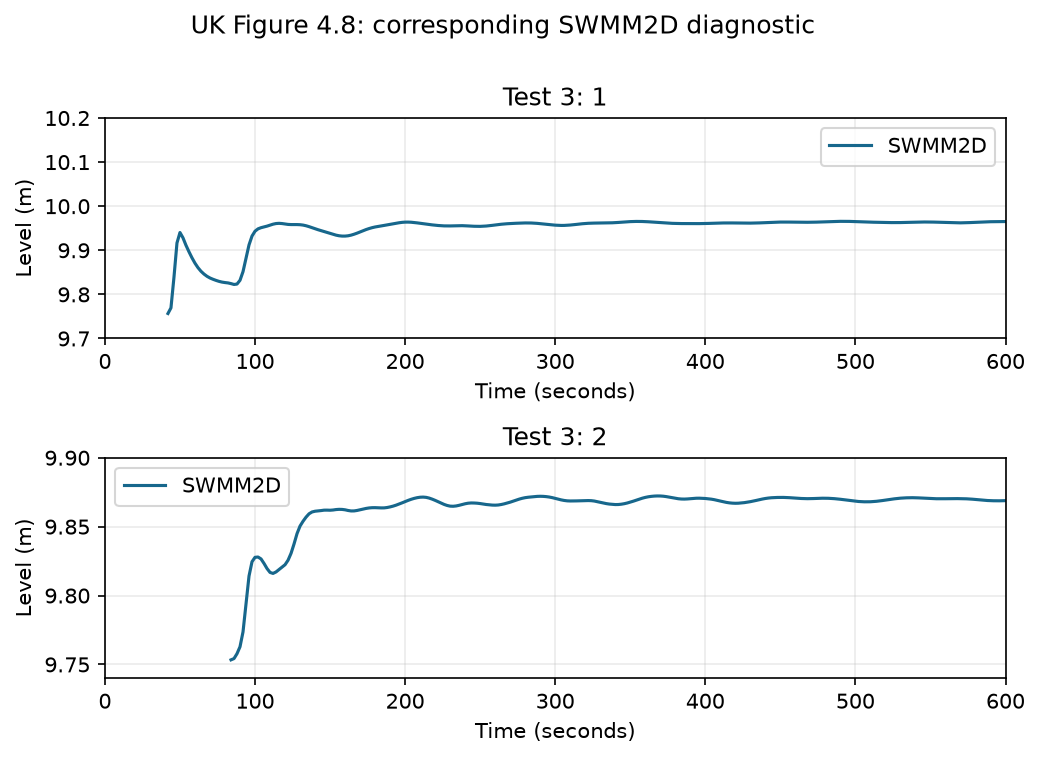 UK Figure 4.8: corresponding SWMM2D diagnostic
Test 3: 1
10.2
10.1
10.0
9.9
9.8
9.7
Level (m)
SWMM2D
0 100 200 300 400 500 600
Time (seconds)
Test 3: 2
9.90
9.85
9.80
9.75
Level (m)
SWMM2D
0 100 200 300 400 500 600
Time (seconds)